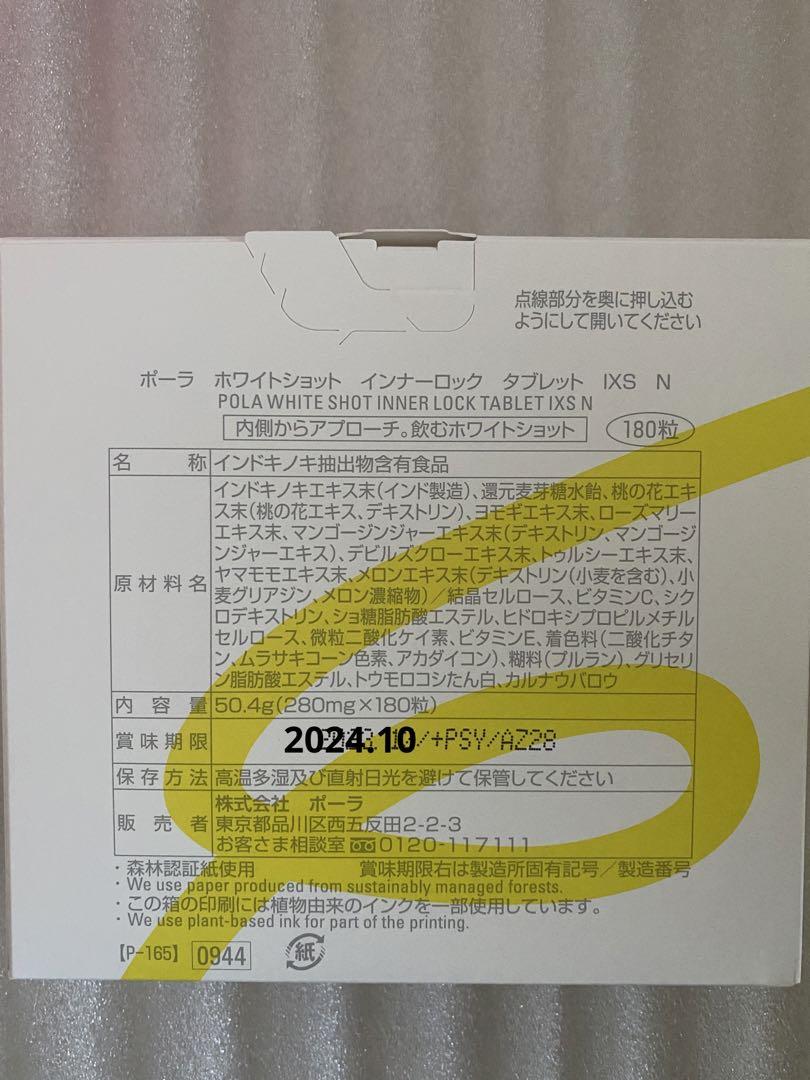 点線部分を奥に押し込む
ようにして開いてください
ポーラ ホワイトショット インナーロック タブレット IXS N
POLA WHITE SHOT INNER LOCK TABLET IXS N
内側からアプローチ。飲むホワイトショット 180粒
名称 インドキノキ抽出物含有食品
原材料名 インドキノキエキス末(インド製造)、還元麦芽糖水飴、桃の花エキ
ス末(桃の花エキス、デキストリン)、ヨモギエキス末、ローズマリー
エキス末、マンゴージンジャーエキス末(デキストリン、マンゴージ
ンジャーエキス)、デビルズクローエキス末、トゥルシーエキス末、
ヤマモモエキス末、メロンエキス末(デキストリン(小麦を含む)、小
麦グリアジン、メロン濃縮物)/結晶セルロース、ビタミンC、シク
ロデキストリン、ショ糖脂肪酸エステル、ヒドロキシプロピルメチル
セルロース、微粒二酸化ケイ素、ビタミンE、着色料(二酸化チタ
ン、ムラサキコーン色素、アカダイコン)、糊料(プルラン)、グリセリ
ン脂肪酸エステル、トウモロコシたん白、カルナウバロウ
内容量 50.4g(280mg×180粒)
賞味期限 2024.10 /+PSY/AZ28
保存方法 高温多湿及び直射日光を避けて保管してください
販売者 株式会社 ポーラ
東京都品川区西五反田2-2-3
お客さま相談室 0120-117111
・森林認証紙使用 賞味期限右は製造所固有記号/製造番号
・We use paper produced from sustainably managed forests.
・この箱の印刷には植物由来のインクを一部使用しています。
・We use plant-based ink for part of the printing.
【P-165】 0944 紙